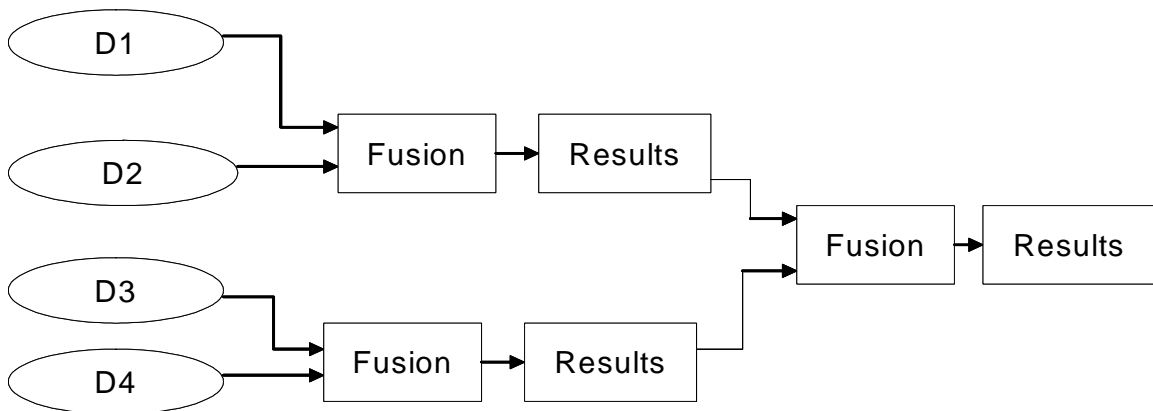 D1
D2
Fusion
Results
D3
D4
Fusion
Results
Fusion
Results